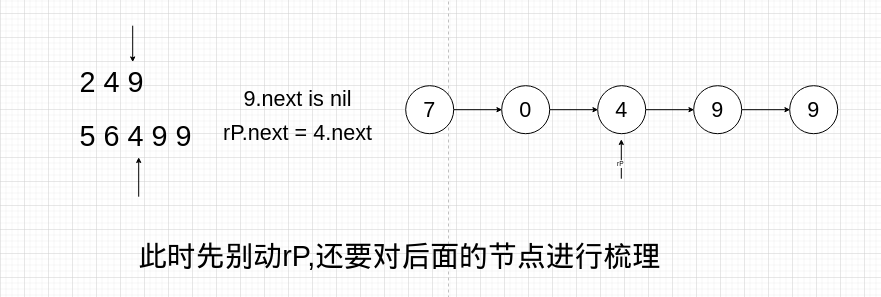 2 4 9
5 6 4 9 9
9.next is nil
rP.next = 4.next
7 0 4 9 9
rP
此时先别动rP,还要对后面的节点进行梳理